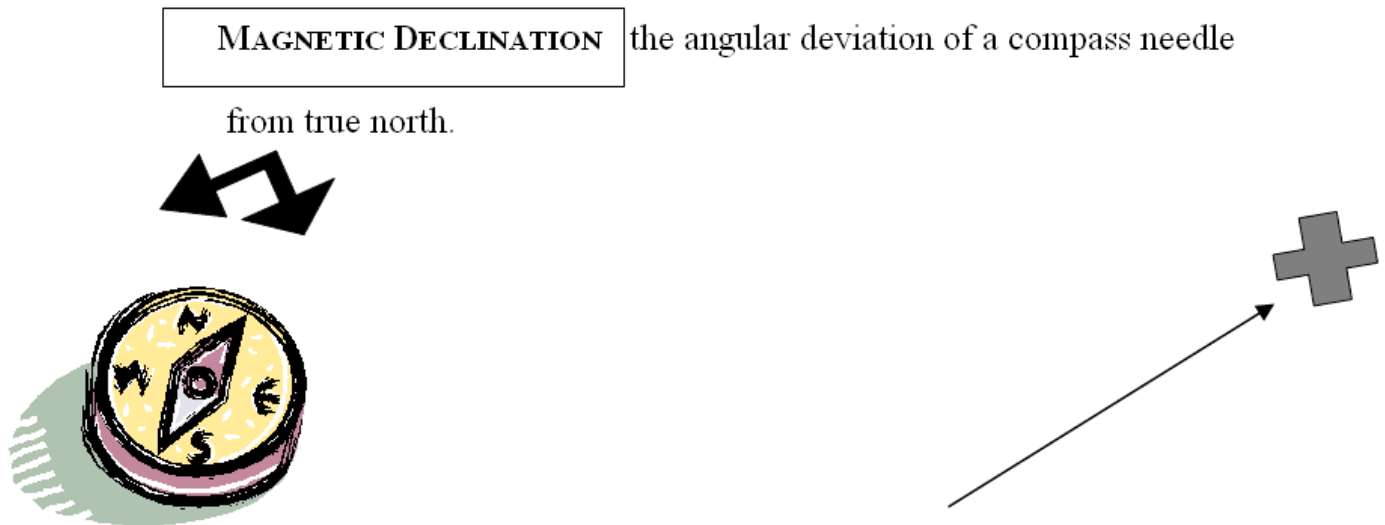 MAGNETIC DECLINATION the angular deviation of a compass needle
from true north.
N
W E
S